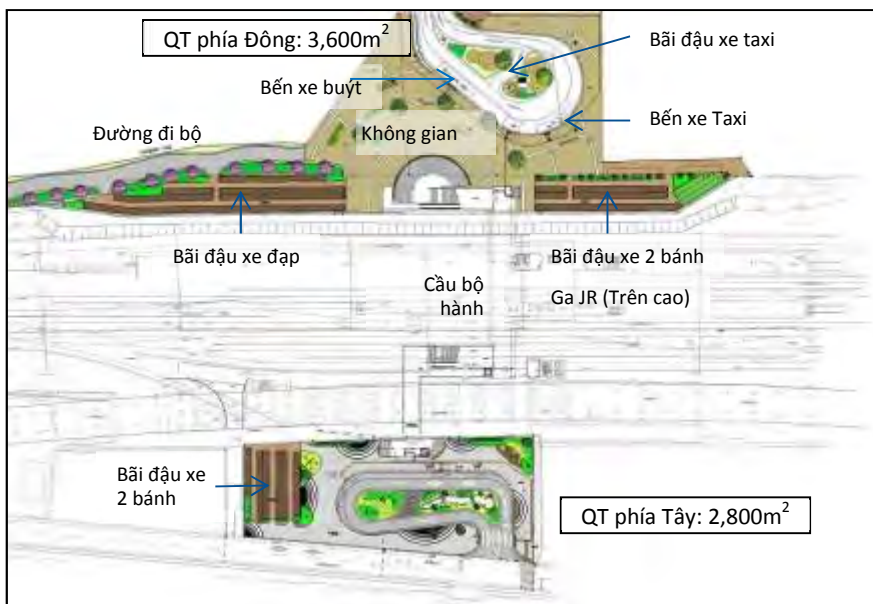 QT phía Đông: 3,600m²
Bãi đậu xe taxi
Bến xe buýt
Bến xe Taxi
Đường đi bộ
Không gian
Bãi đậu xe đạp
Bãi đậu xe 2 bánh
Cầu bộ
hành
Ga JR (Trên cao)
Bãi đậu xe
2 bánh
QT phía Tây: 2,800m²